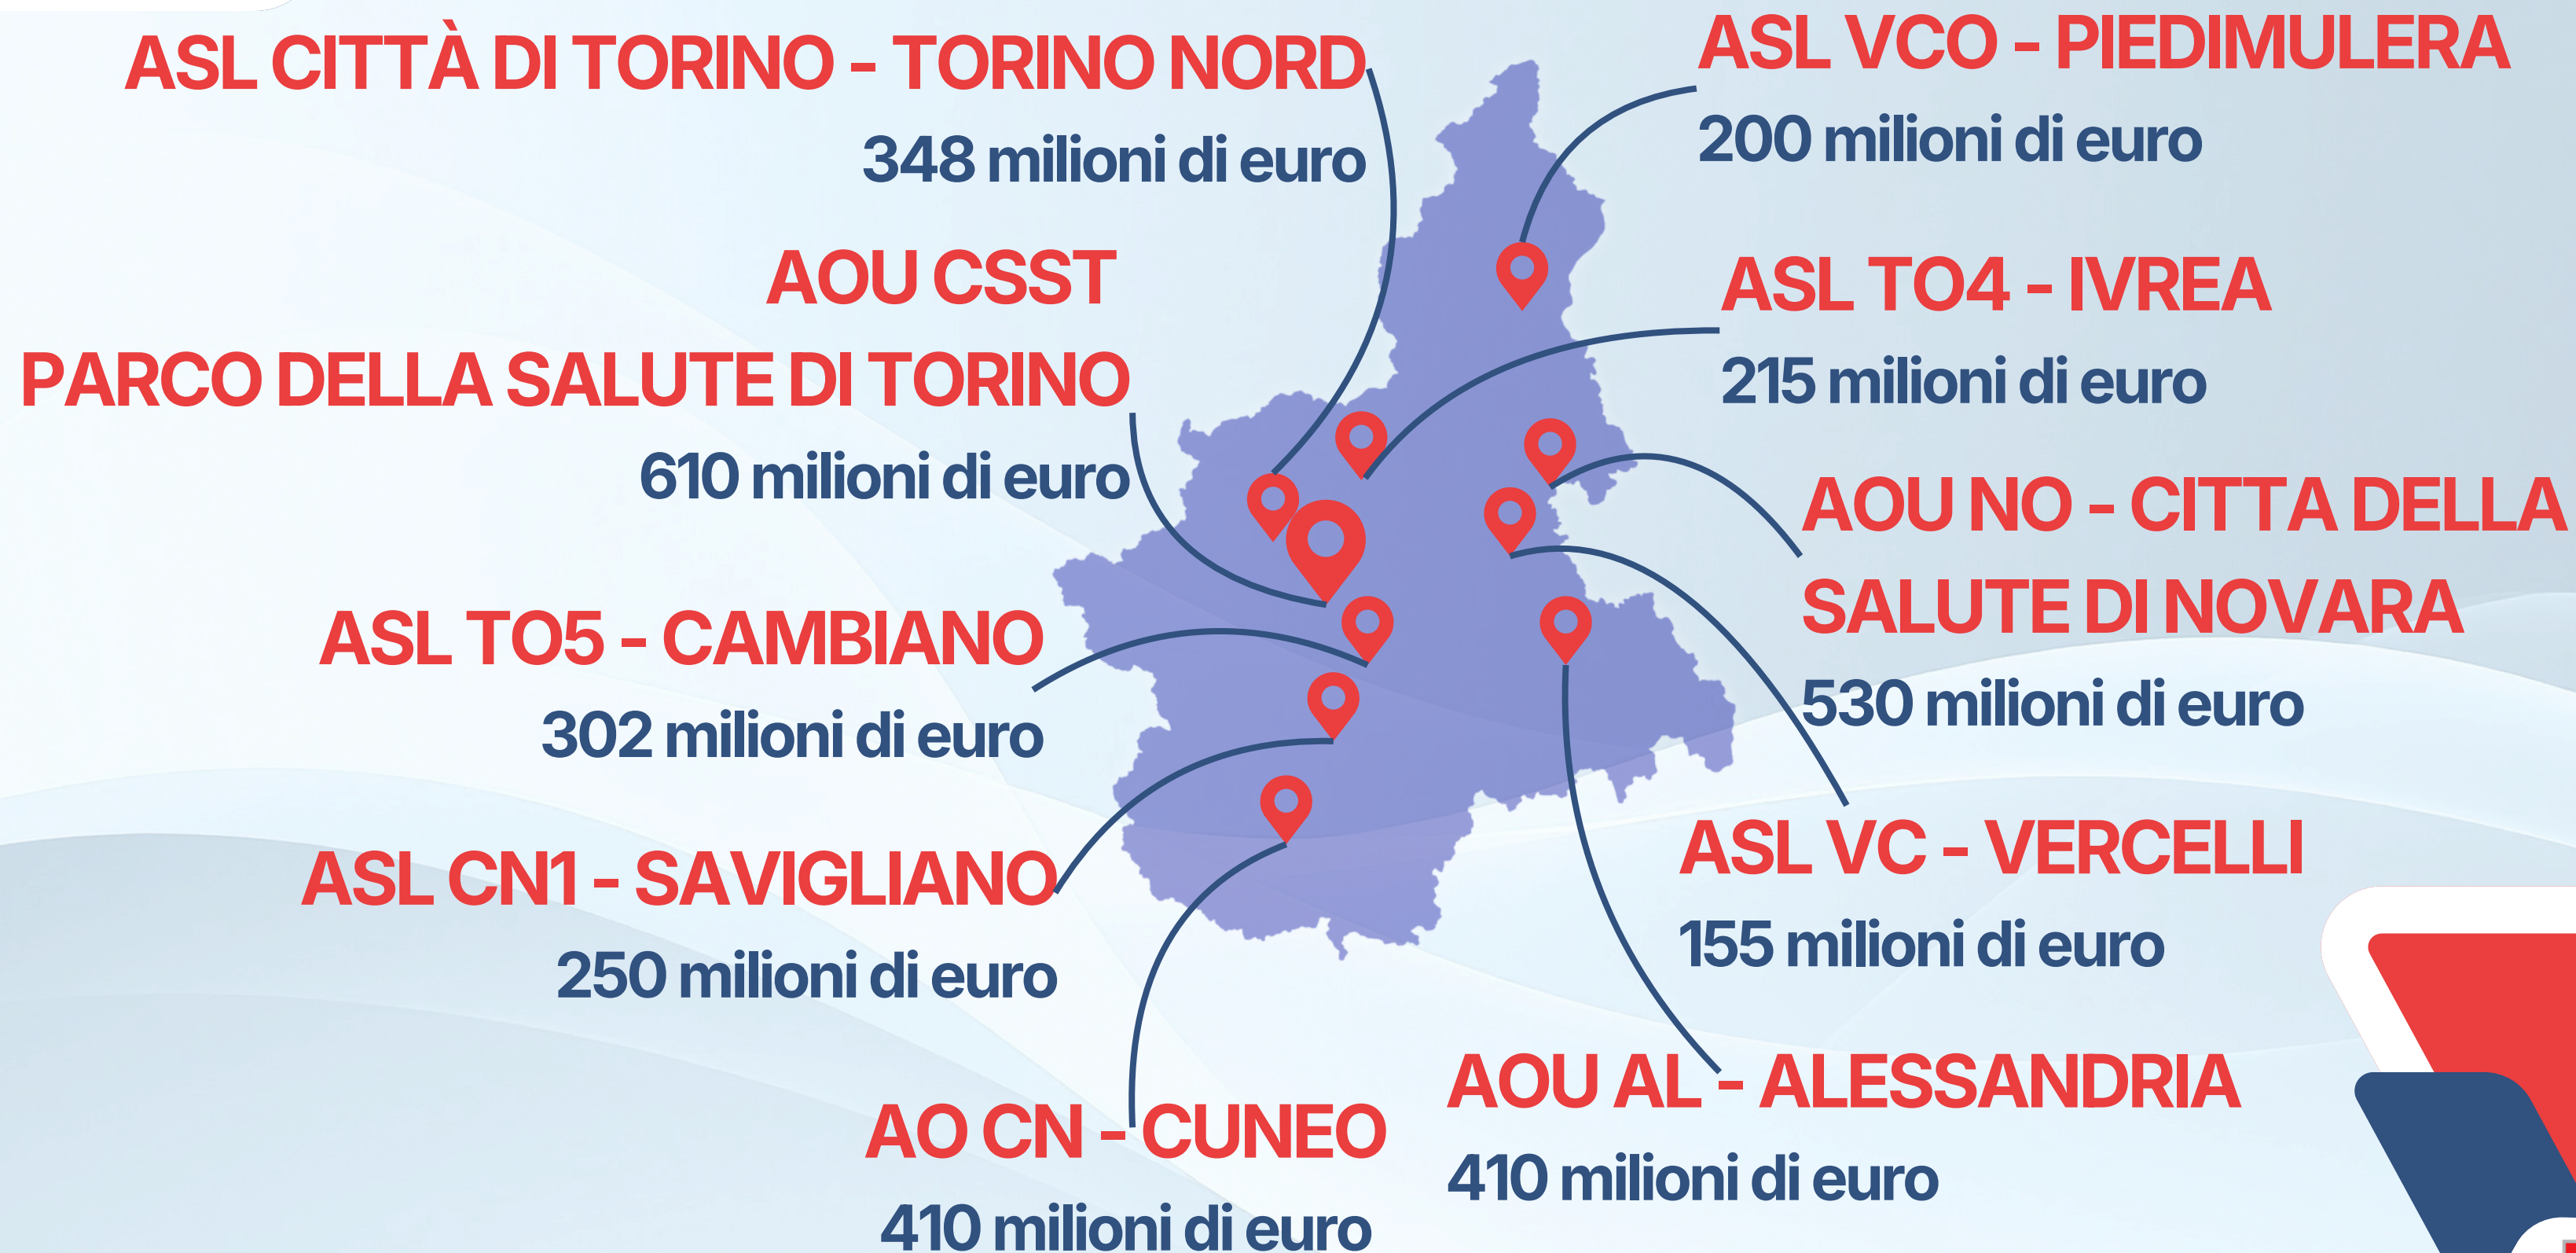 ASL CITTÀ DI TORINO - TORINO NORD
348 milioni di euro
AOU CSST
PARCO DELLA SALUTE DI TORINO
610 milioni di euro
ASL TO5 - CAMBIANO
302 milioni di euro
ASL CN1 - SAVIGLIANO
250 milioni di euro
AO CN - CUNEO
410 milioni di euro
ASL VCO - PIEDIMULERA
200 milioni di euro
ASL TO4 - IVREA
215 milioni di euro
AOU NO - CITTA DELLA
SALUTE DI NOVARA
530 milioni di euro
ASL VC - VERCELLI
155 milioni di euro
AOU AL - ALESSANDRIA
410 milioni di euro